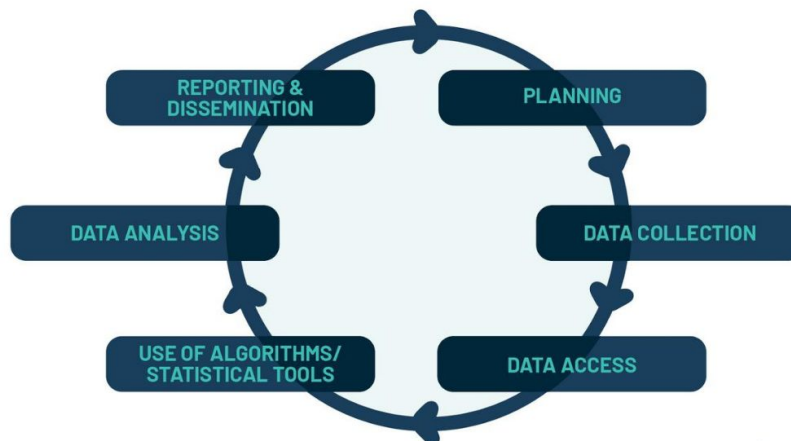 REPORTING &
DISSEMINATION
PLANNING
DATA ANALYSIS
DATA COLLECTION
USE OF ALGORITHMS/
STATISTICAL TOOLS
DATA ACCESS